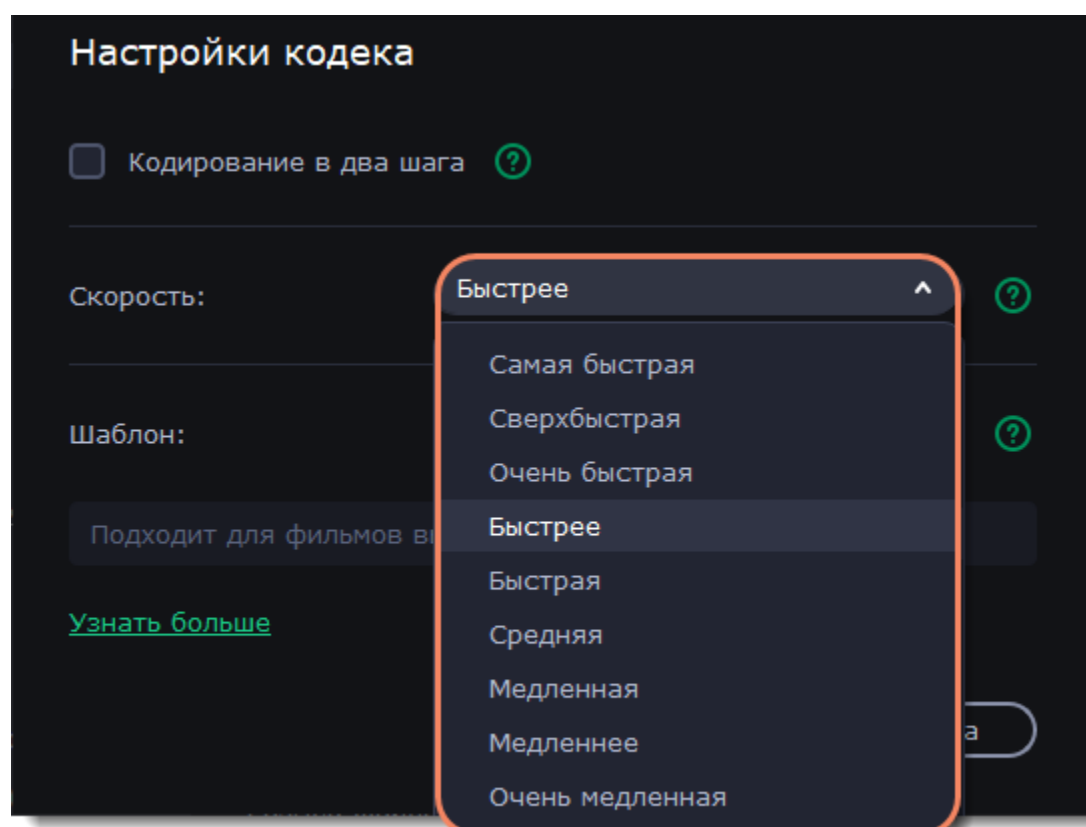 Настройки кодека
Кодирование в два шага
Скорость:
Быстрее
Самая быстрая
Сверхбыстрая
Очень быстрая
Шаблон:
Быстрее
Подходит для фильмов
Быстрая
Узнать больше
Средняя
Медленная
Медленнее
Очень медленная